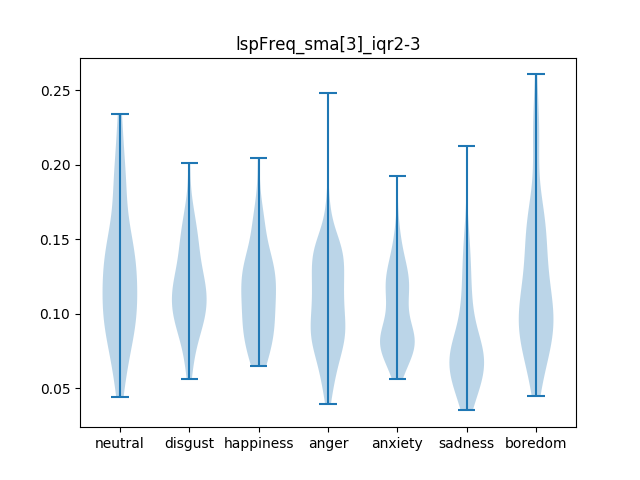 lspFreq_sma[3]_iqr2-3
0.25
0.20
0.15
0.10
0.05
neutral disgust happiness anger anxiety sadness boredom